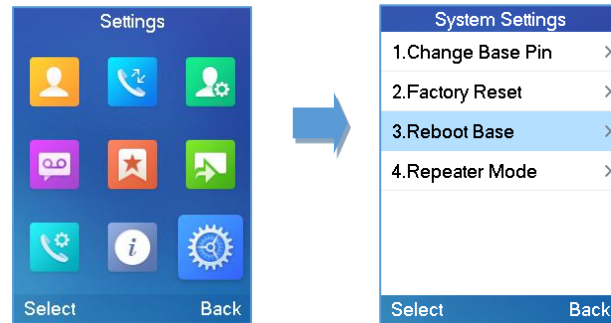 Settings
Select Back
System Settings
1.Change Base Pin
2.Factory Reset
3.Reboot Base
4.Repeater Mode
Select Back